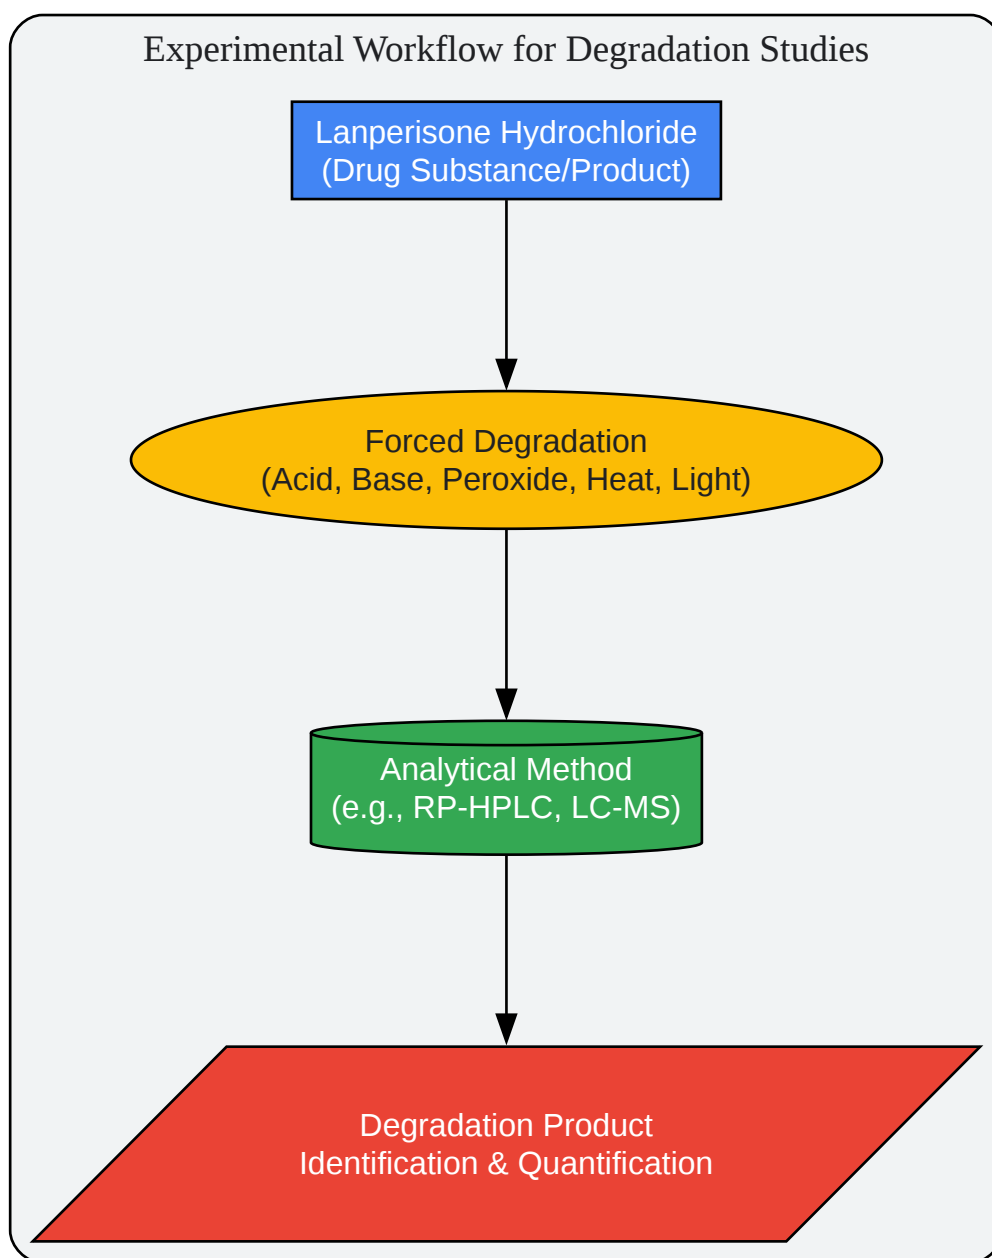 Experimental Workflow for Degradation Studies
Lanperisone Hydrochloride
(Drug Substance/Product)
Forced Degradation
(Acid, Base, Peroxide, Heat, Light)
Analytical Method
(e.g., RP-HPLC, LC-MS)
Degradation Product
Identification & Quantification